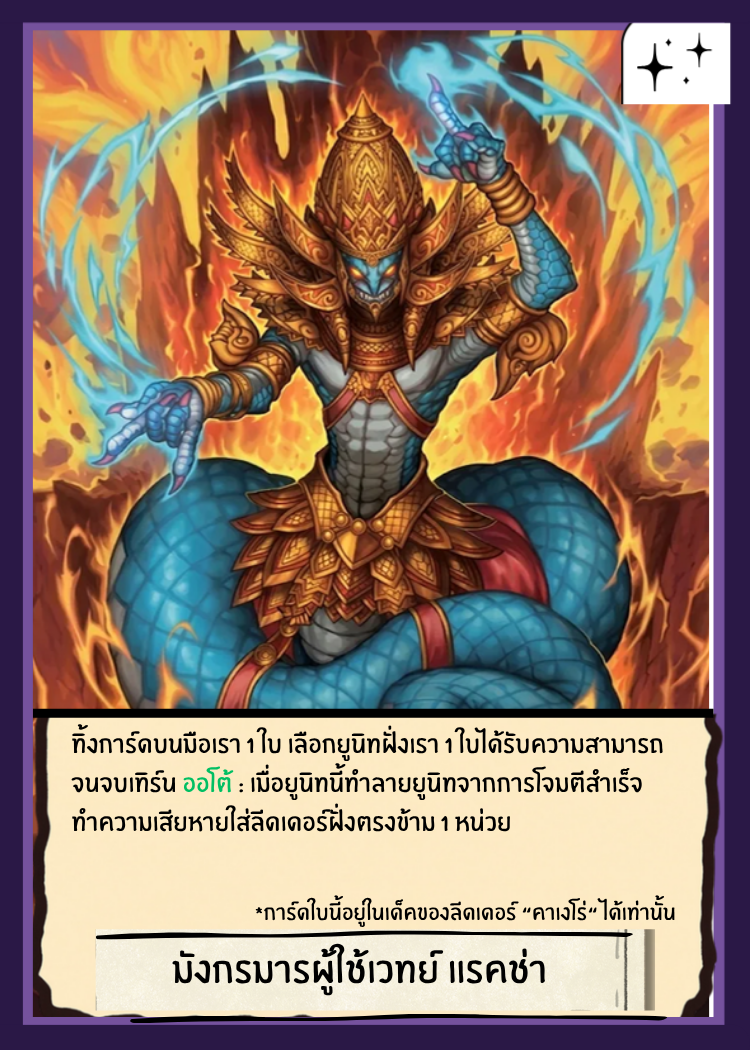 ทิ้งการ์ดบนมือเรา 1 ใบ เลือกยูนิทฝั่งเรา 1 ใบได้รับความสามารถ
จนจบเทิร์น ออโต้ : เมื่อยูนิทนี้ทำลายยูนิทจากการโจมตีสำเร็จ
ทำความเสียหายใส่ลีดเดอร์ฝั่งตรงข้าม 1 หน่วย
*การ์ดใบนี้อยู่ในเด็คของลีดเดอร์ “คาเงโร่“ ได้เท่านั้น
มังกรมารผู้ใช้เวทย์ แรคช่า